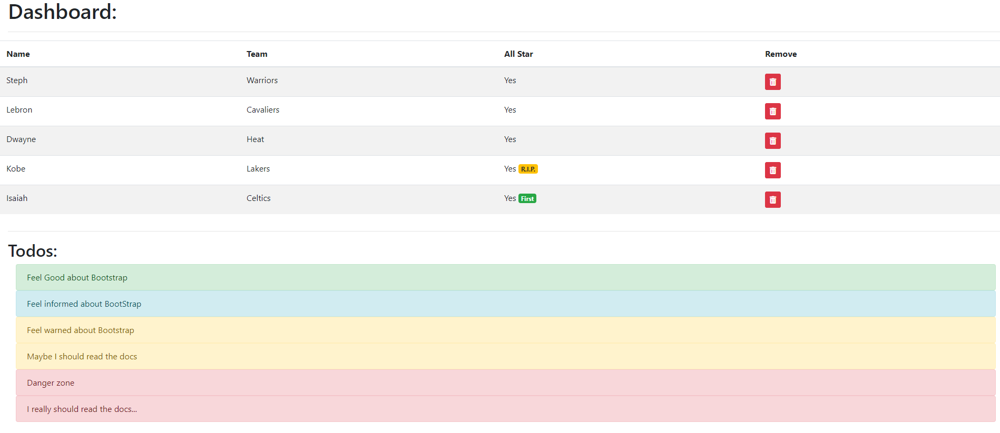 Dashboard:
Name Team All Star Remove
Steph Warriors Yes
Lebron Cavaliers Yes
Dwayne Heat Yes
Kobe Lakers Yes R.I.P.
Isaiah Celtics Yes First
Todos:
Feel Good about Bootstrap
Feel informed about BootStrap
Feel warned about Bootstrap
Maybe I should read the docs
Danger zone
I really should read the docs...